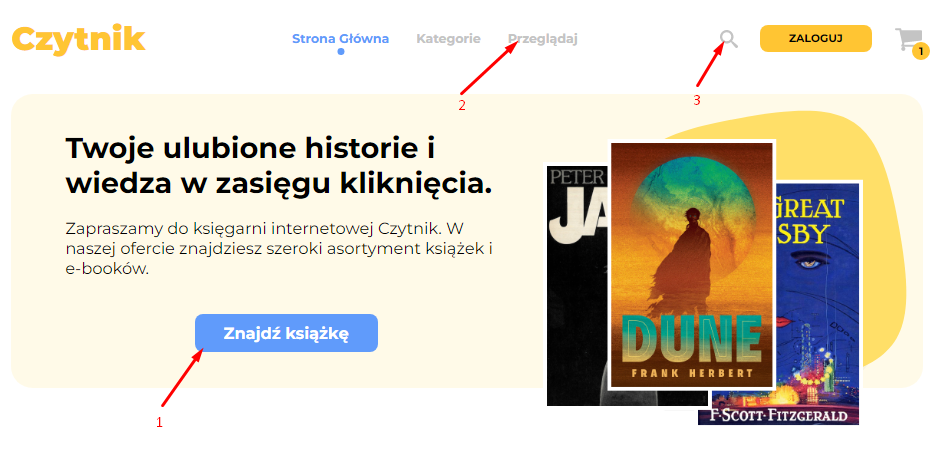 Czytnik
Strona Główna Kategorie Przeglądaj
ZALOGUJ
1
2
3
Twoje ulubione historie i
wiedza w zasięgu kliknięcia.
Zapraszamy do księgarni internetowej Czytnik. W
naszej ofercie znajdziesz szeroki asortyment książek i
e-booków.
Znajdź książkę
1
PETER
JA
DUNE
FRANK HERBERT
GREAT
SBY
F·SCOTT·FITZGERALD